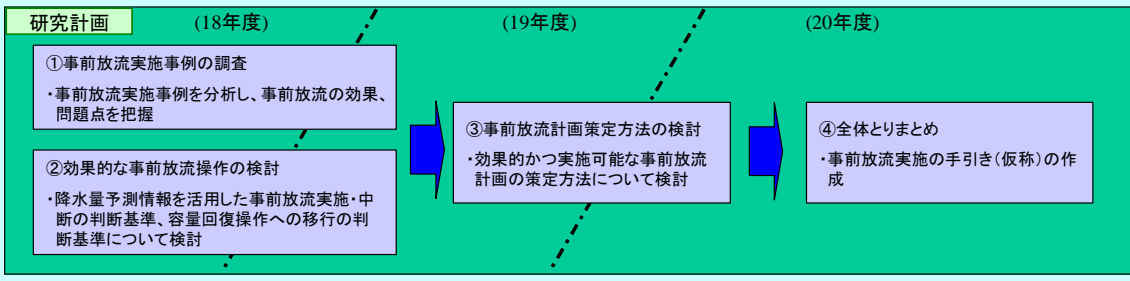 研究計画
(18年度)
(19年度)
(20年度)
①事前放流実施事例の調査
・事前放流実施事例を分析し、事前放流の効果、
問題点を把握
②効果的な事前放流操作の検討
・降水量予測情報を活用した事前放流実施・中
断の判断基準、容量回復操作への移行の判
断基準について検討
③事前放流計画策定方法の検討
・効果的かつ実施可能な事前放流
計画の策定方法について検討
④全体とりまとめ
・事前放流実施の手引き(仮称)の作
成